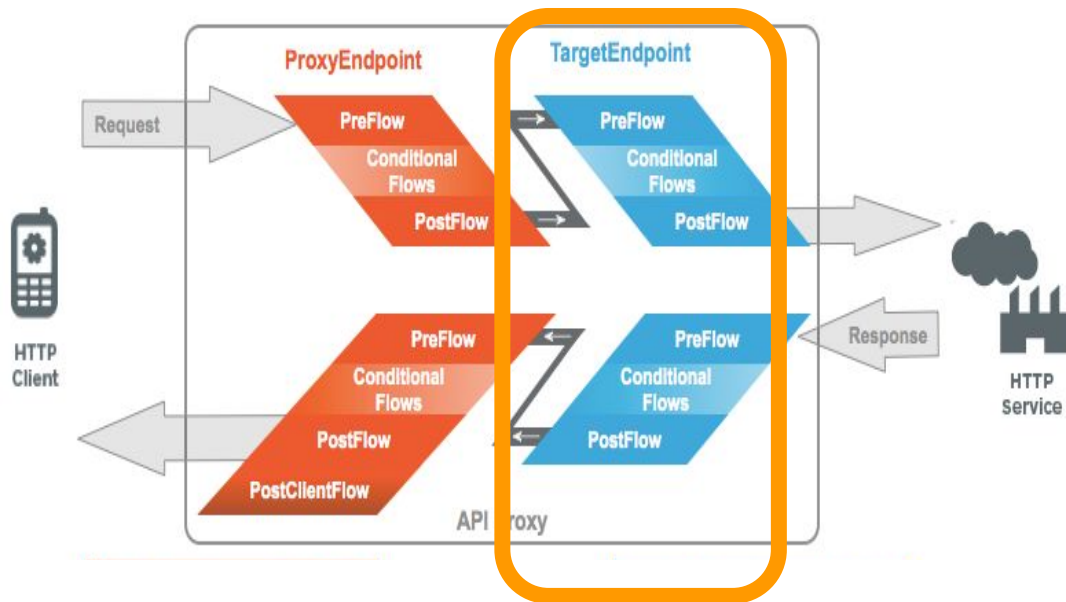 ProxyEndpoint
TargetEndpoint
Request
PreFlow
Conditional
Flows
PostFlow
PreFlow
Conditional
Flows
PostFlow
HTTP
Client
PreFlow
Conditional
Flows
PostFlow
PostClientFlow
PreFlow
Conditional
Flows
PostFlow
Response
HTTP
Service
API